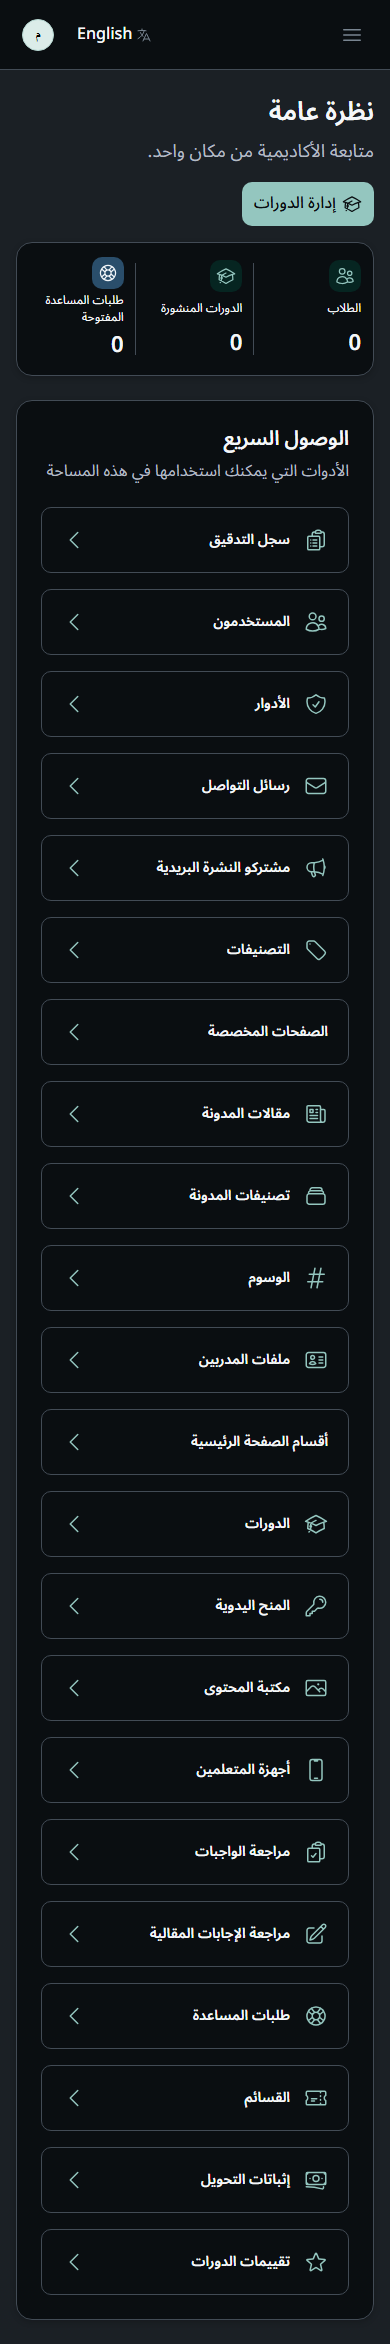 م
English
نظرة عامة
متابعة الأكاديمية من مكان واحد.
إدارة الدورات
الطلاب
0
الدورات المنشورة
0
طلبات المساعدة
المفتوحة
0
الوصول السريع
الأدوات التي يمكنك استخدامها في هذه المساحة
سجل التدقيق
المستخدمون
الأدوار
رسائل التواصل
مشتركو النشرة البريدية
التصنيفات
الصفحات المخصصة
مقالات المدونة
تصنيفات المدونة
الوسوم
ملفات المدربين
أقسام الصفحة الرئيسية
الدورات
المنح اليدوية
مكتبة المحتوى
أجهزة المتعلمين
مراجعة الواجبات
مراجعة الإجابات المقالية
طلبات المساعدة
القسائم
إثباتات التحويل
تقييمات الدورات